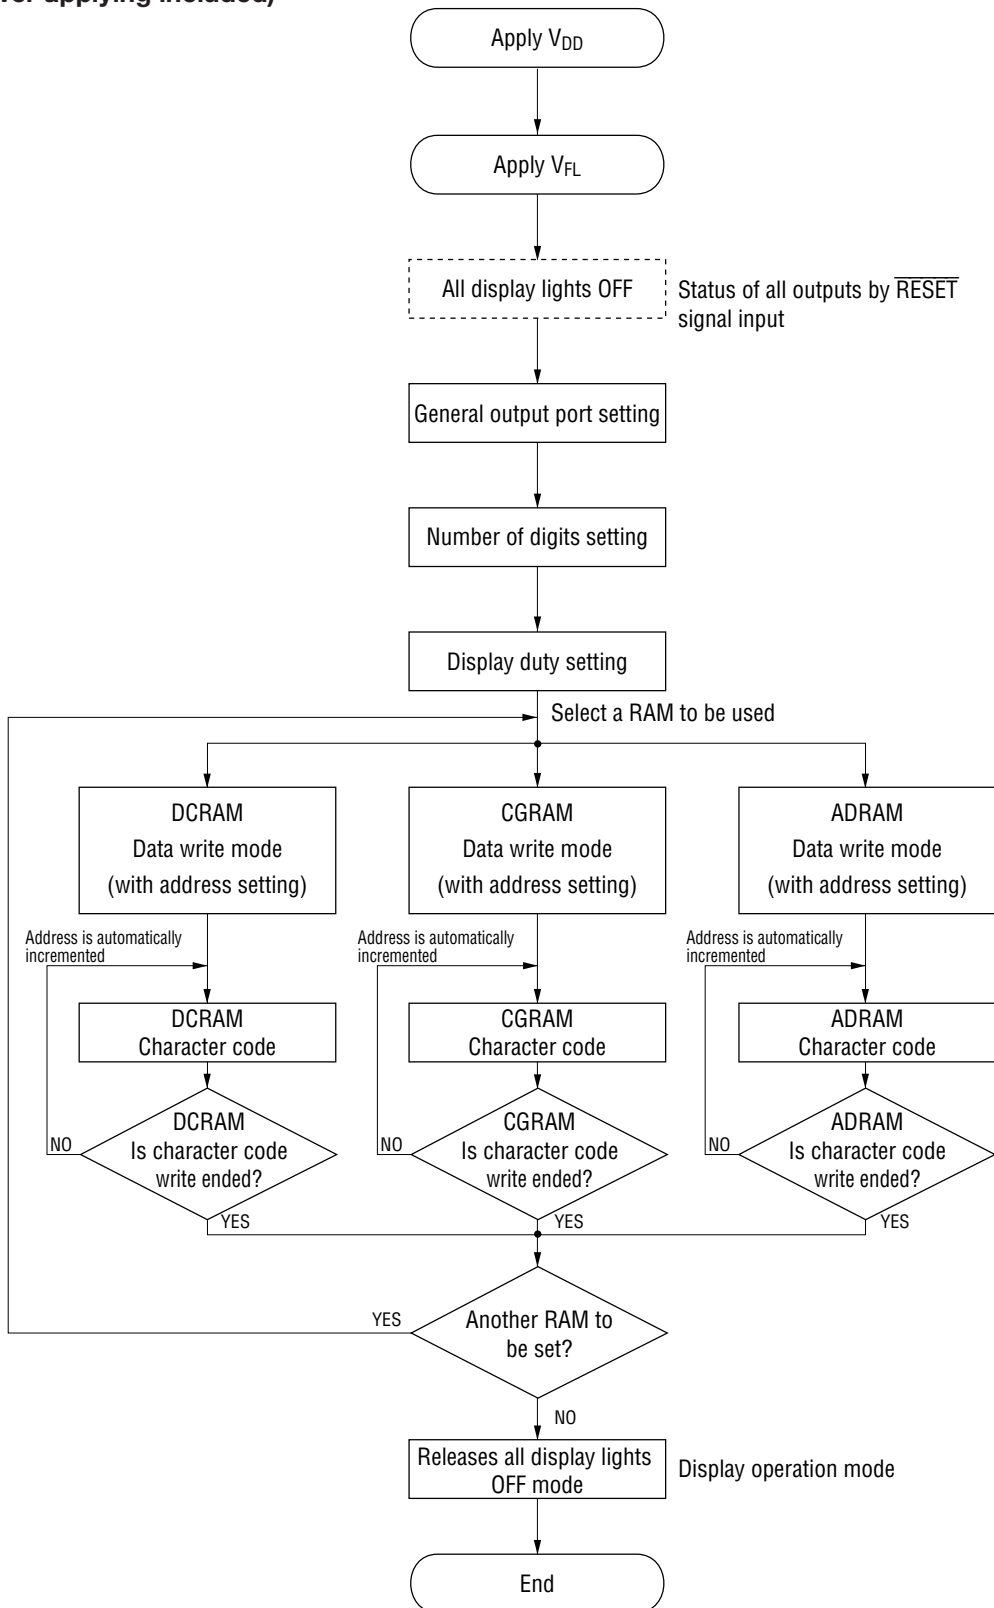 applying included)
Apply VDD
Apply VFL
All display lights OFF
Status of all outputs by RESET
signal input
General output port setting
Number of digits setting
Display duty setting
Select a RAM to be used
DCRAM
Data write mode
(with address setting)
CGRAM
Data write mode
(with address setting)
ADRAM
Data write mode
(with address setting)
Address is automatically
incremented
Address is automatically
incremented
Address is automatically
incremented
DCRAM
Character code
CGRAM
Character code
ADRAM
Character code
DCRAM
Is character code
write ended?
NO
YES
CGRAM
Is character code
write ended?
NO
YES
ADRAM
Is character code
write ended?
NO
YES
Another RAM to
be set?
YES
NO
Releases all display lights
OFF mode
Display operation mode
End